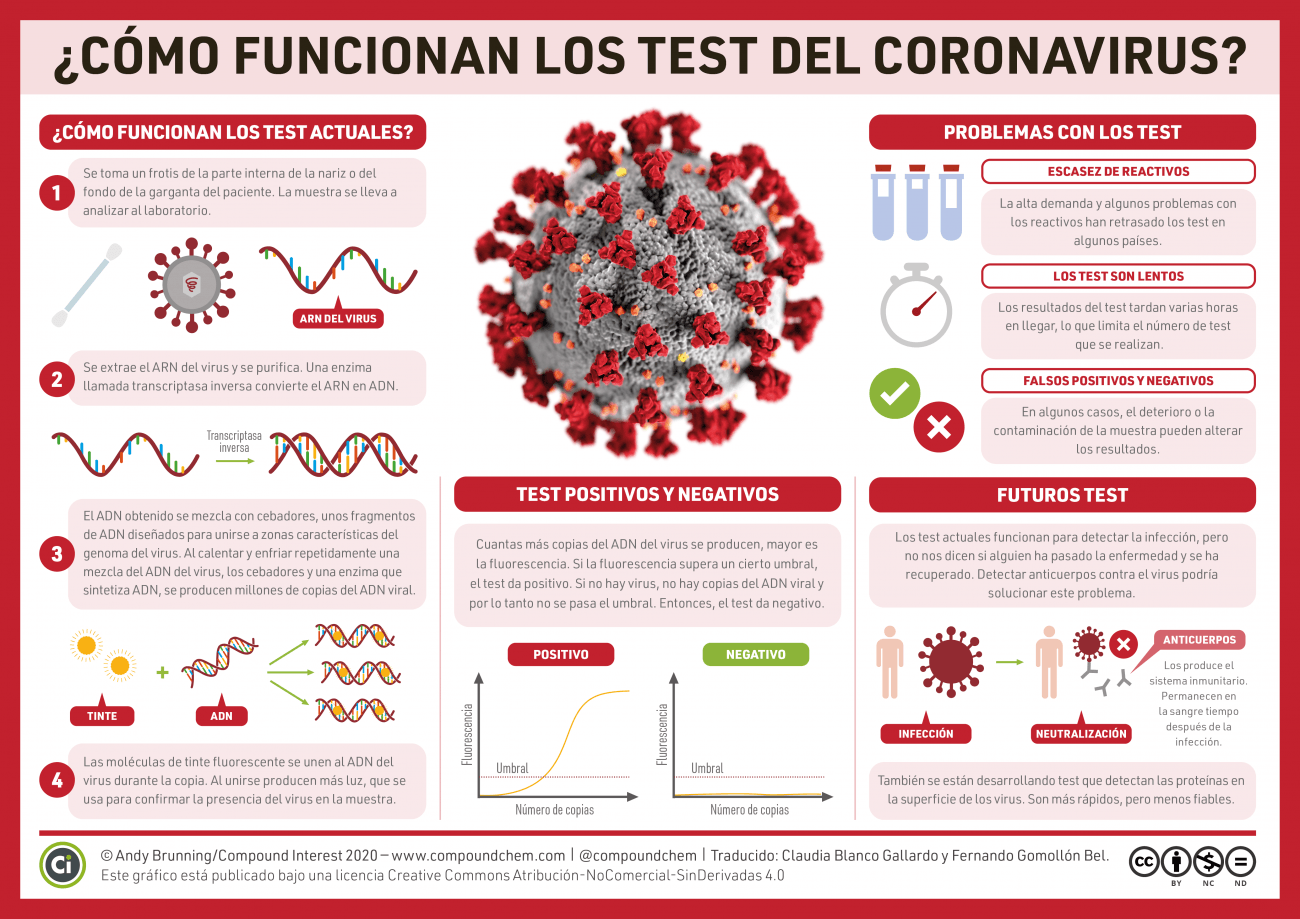 ¿CÓMO FUNCIONAN LOS TEST DEL CORONAVIRUS?
¿CÓMO FUNCIONAN LOS TEST ACTUALES?
1
Se toma un frotis de la parte interna de la nariz o del
fondo de la garganta del paciente. La muestra se lleva a
analizar al laboratorio.
ARN DEL VIRUS
2
Se extrae el ARN del virus y se purifica. Una enzima
llamada transcriptasa inversa convierte el ARN en ADN.
Transcriptasa
inversa
3
El ADN obtenido se mezcla con cebadores, unos fragmentos
de ADN diseñados para unirse a zonas características del
genoma del virus. Al calentar y enfriar repetidamente una
mezcla del ADN del virus, los cebadores y una enzima que
sintetiza ADN, se producen millones de copias del ADN viral.
TINTE
+
ADN
4
Las moléculas de tinte fluorescente se unen al ADN del
virus durante la copia. Al unirse producen más luz, que se
usa para confirmar la presencia del virus en la muestra.
TEST POSITIVOS Y NEGATIVOS
Cuantas más copias del ADN del virus se producen, mayor es
la fluorescencia. Si la fluorescencia supera un cierto umbral,
el test da positivo. Si no hay virus, no hay copias del ADN viral y
por lo tanto no se pasa el umbral. Entonces, el test da negativo.
POSITIVO
Fluorescencia
Umbral
Número de copias
NEGATIVO
Fluorescencia
Umbral
Número de copias
PROBLEMAS CON LOS TEST
ESCASEZ DE REACTIVOS
La alta demanda y algunos problemas con
los reactivos han retrasado los test en
algunos países.
LOS TEST SON LENTOS
Los resultados del test tardan varias horas
en llegar, lo que limita el número de test
que se realizan.
FALSOS POSITIVOS Y NEGATIVOS
En algunos casos, el deterioro o la
contaminación de la muestra pueden alterar
los resultados.
FUTUROS TEST
Los test actuales funcionan para detectar la infección, pero
no nos dicen si alguien ha pasado la enfermedad y se ha
recuperado. Detectar anticuerpos contra el virus podría
solucionar este problema.
INFECCIÓN
NEUTRALIZACIÓN
ANTICUERPOS
Los produce el
sistema inmunitario.
Permanecen en
la sangre tiempo
después de la
infección.
También se están desarrollando test que detectan las proteínas en
la superficie de los virus. Son más rápidos, pero menos fiables.
Ci
© Andy Brunning/Compound Interest 2020 – www.compoundchem.com | @compoundchem | Traducido: Claudia Blanco Gallardo y Fernando Gomollón Bel.
Este gráfico está publicado bajo una licencia Creative Commons Atribución-NoComercial-SinDerivadas 4.0
cc
BY NC ND